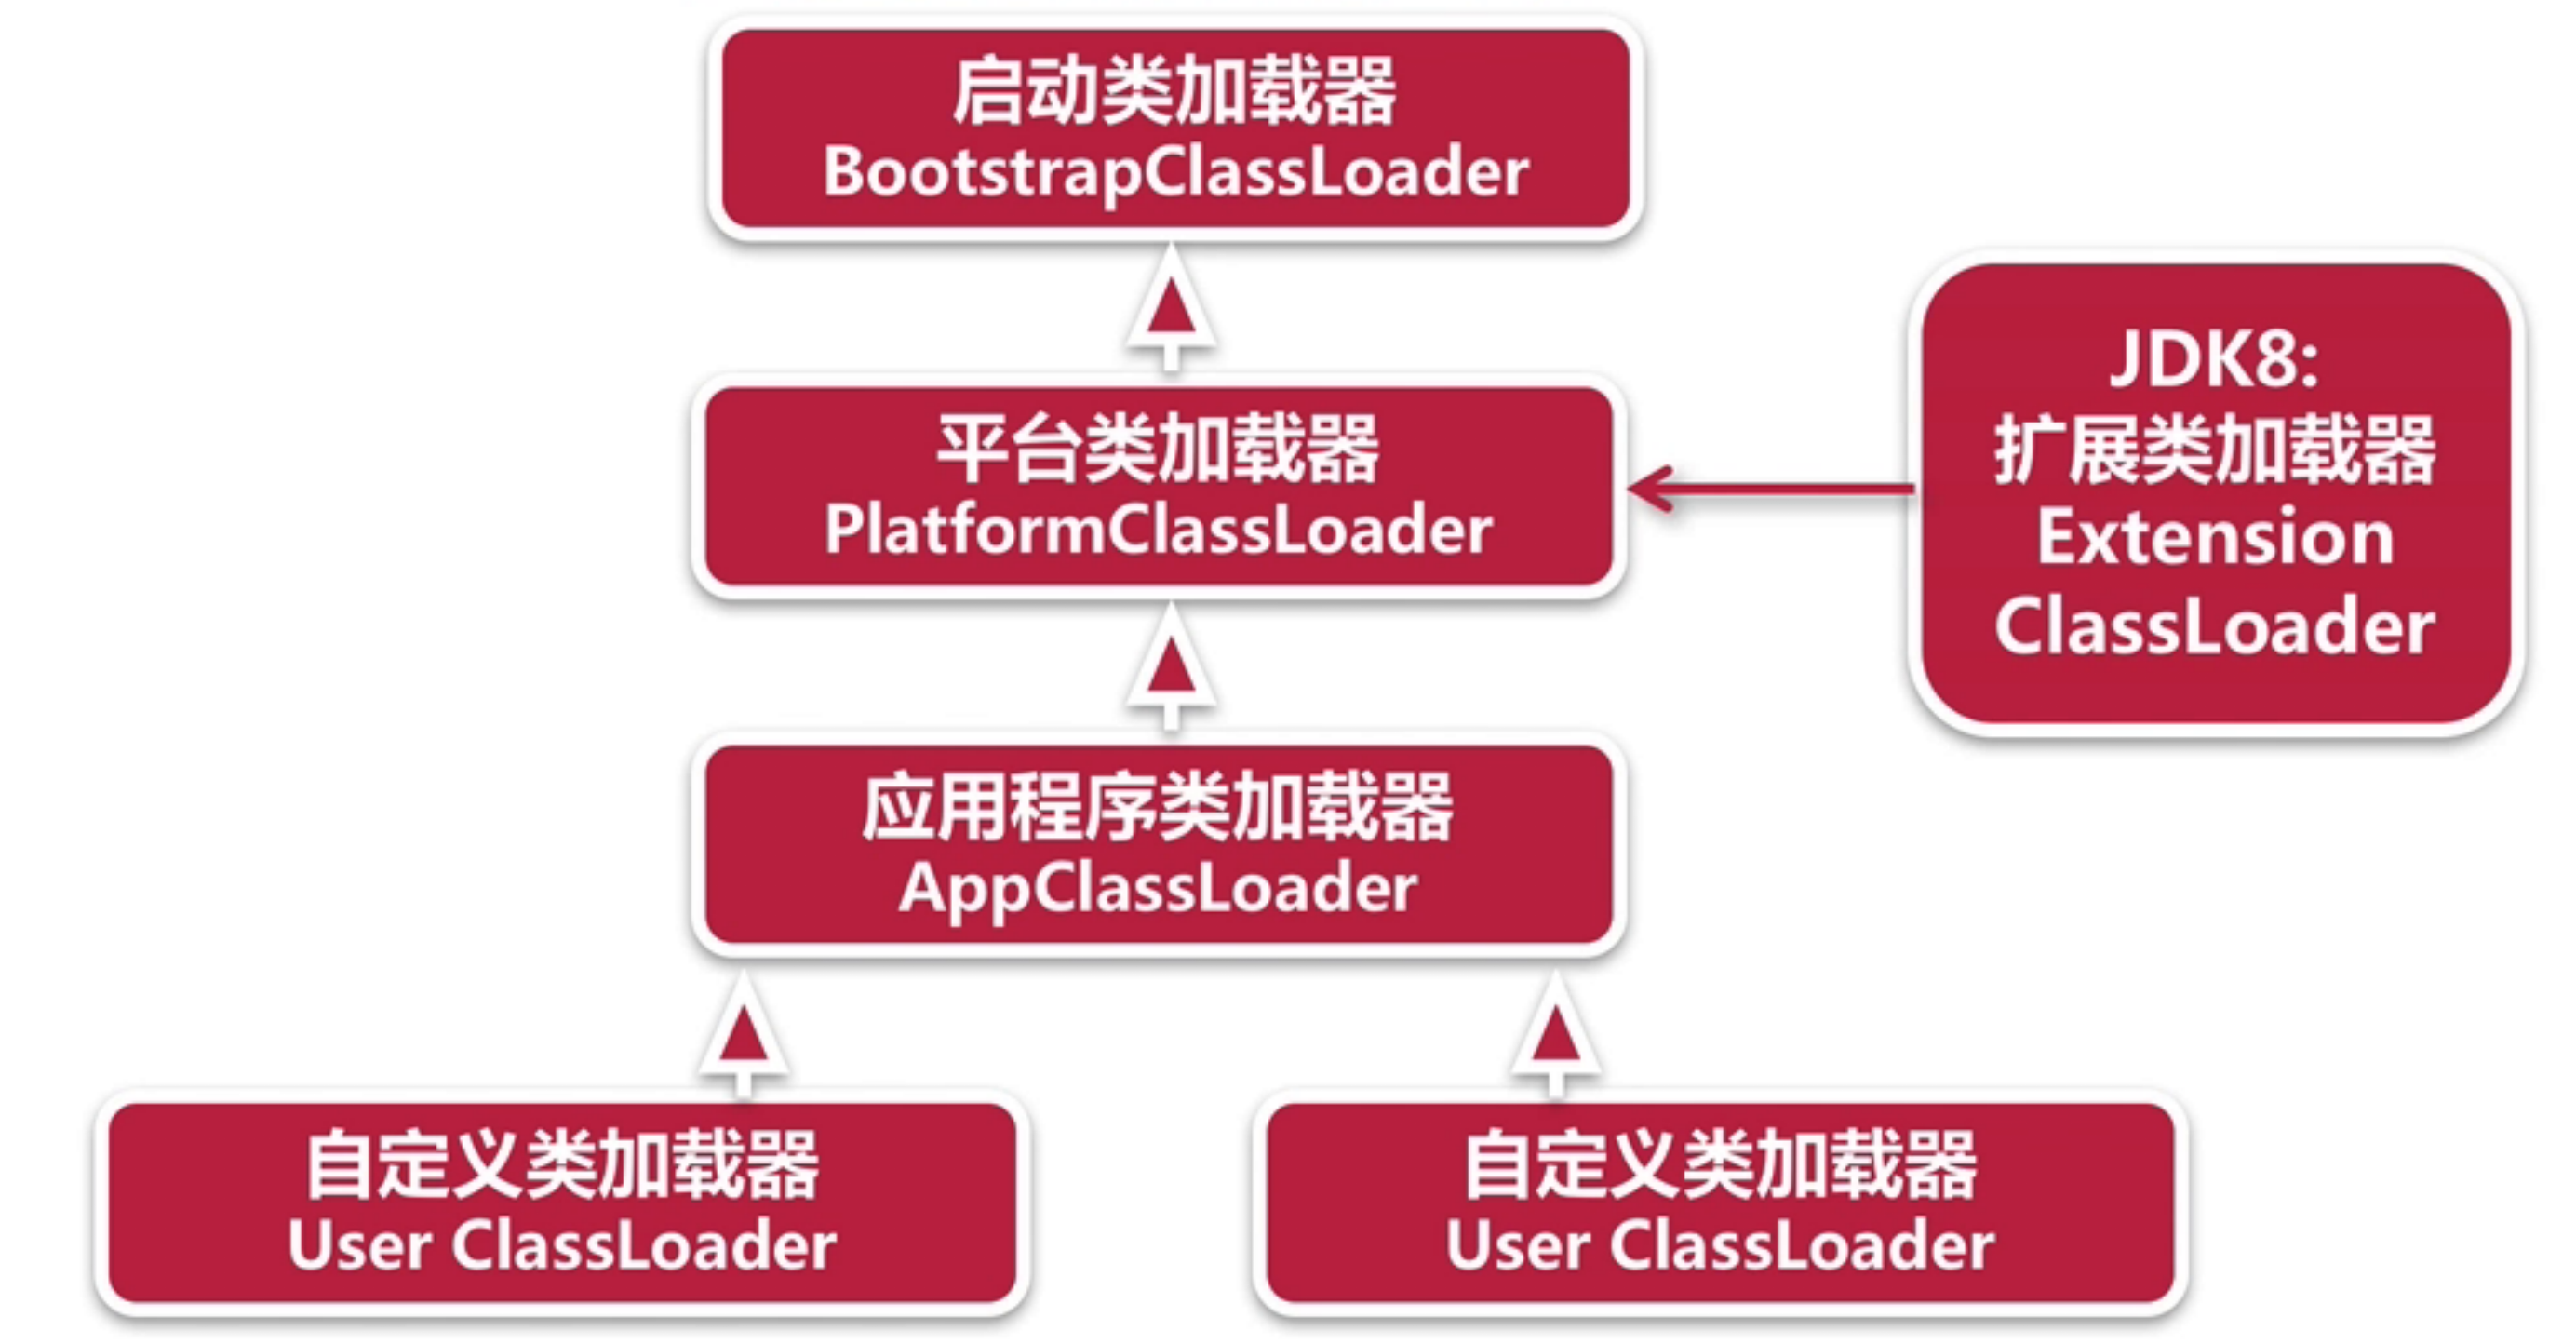 启动类加载器
BootstrapClassLoader
平台类加载器
PlatformClassLoader
JDK8:
扩展类加载器
Extension
ClassLoader
应用程序类加载器
AppClassLoader
自定义类加载器
User ClassLoader
自定义类加载器
User ClassLoader